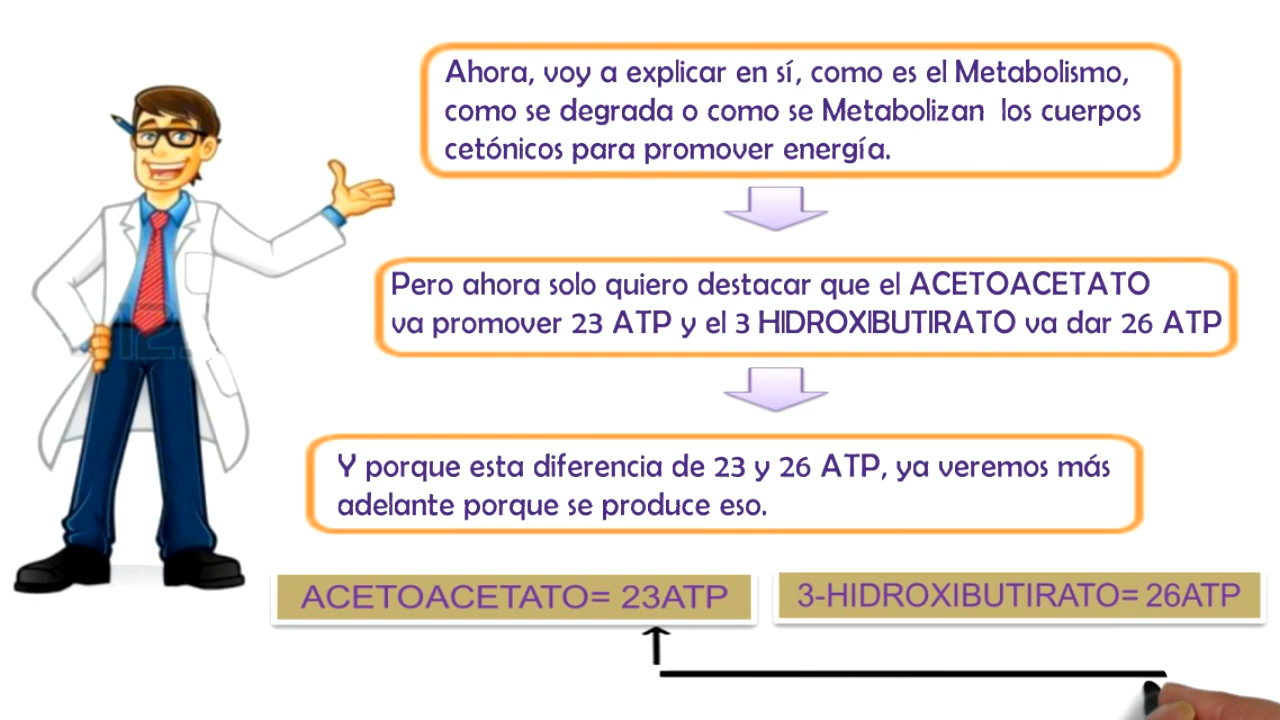 Ahora, voy a explicar en sí, como es el Metabolismo,
como se degrada o como se Metabolizan los cuerpos
cetónicos para promover energía.
Pero ahora solo quiero destacar que el ACETOACETATO
va promover 23 ATP y el 3 HIDROXIBUTIRATO va dar 26 ATP
Y porque esta diferencia de 23 y 26 ATP, ya veremos más
adelante porque se produce eso.
ACETOACETATO= 23ATP
3-HIDROXIBUTIRATO= 26ATP